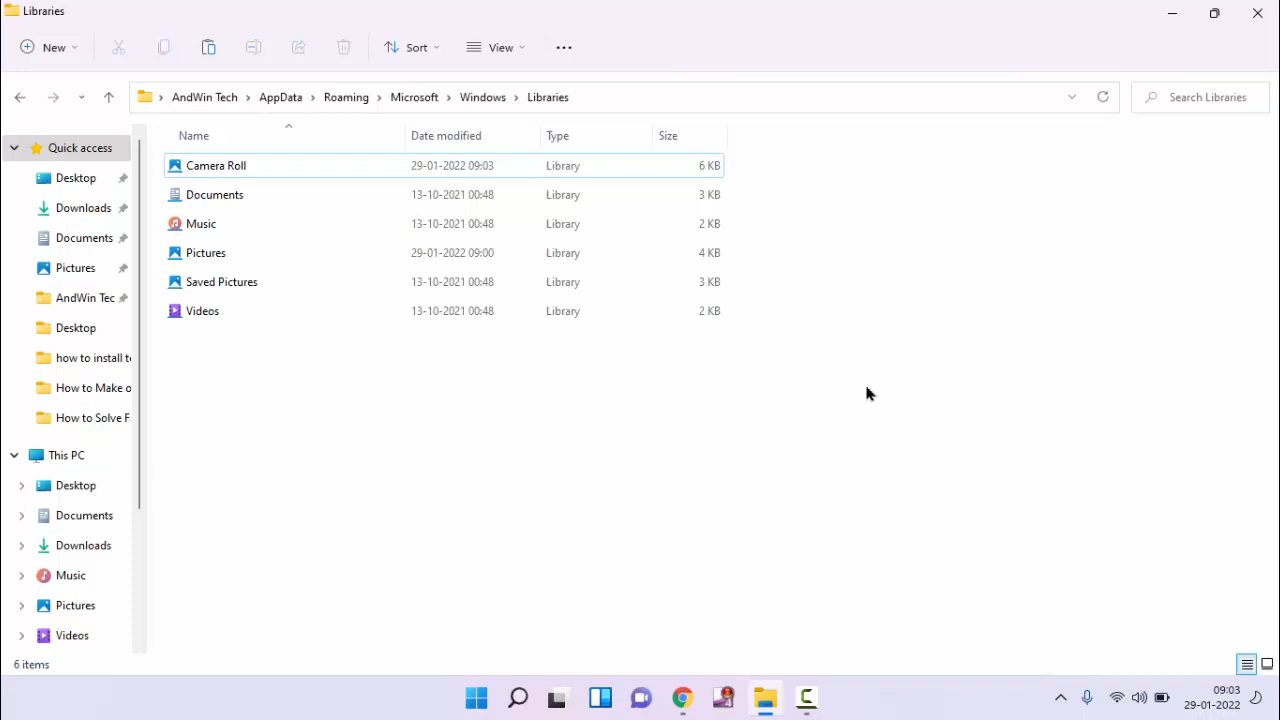 Libraries
New
Sort
View
AndWin Tech > AppData > Roaming > Microsoft > Windows > Libraries
Search Libraries
Name Date modified Type Size
Camera Roll 29-01-2022 09:03 Library 6 KB
Documents 13-10-2021 00:48 Library 3 KB
Music 13-10-2021 00:48 Library 2 KB
Pictures 29-01-2022 09:00 Library 4 KB
Saved Pictures 13-10-2021 00:48 Library 3 KB
Videos 13-10-2021 00:48 Library 2 KB
Quick access
Desktop
Downloads
Documents
Pictures
AndWin Tec
Desktop
how to install t
How to Make o
How to Solve F
This PC
Desktop
Documents
Downloads
Music
Pictures
Videos
6 items
C
09:03
29-01-2022